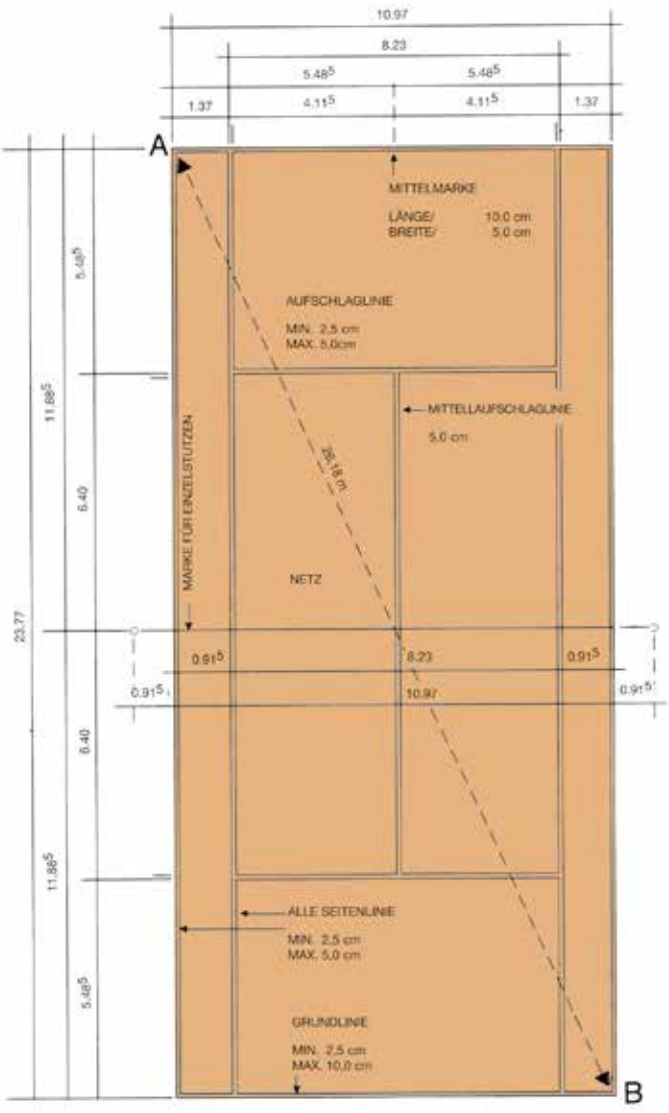 10.97
8.23
5.48⁵ 5.48⁵
1.37 4.11⁵ 4.11⁵ 1.37
A
MITTELMARKE
LÄNGE/ 10,0 cm
BREITE/ 5,0 cm
5.48⁵
AUFSCHLAGLINIE
MIN. 2,5 cm
MAX. 5,0cm
11.88⁵
MITTELLAUFSCHLAGLINIE
5,0 cm
MARKE FÜR EINZELSTÜTZEN
26,18 m
6.40
NETZ
23.77
0.91⁵ 8.23 0.91⁵
0.91⁵ 10.97 0.91⁵
6.40
11.88⁵
ALLE SEITENLINIE
MIN. 2,5 cm
MAX. 5,0 cm
5.48⁵
GRUNDLINIE
MIN. 2,5 cm
MAX. 10,0 cm
B